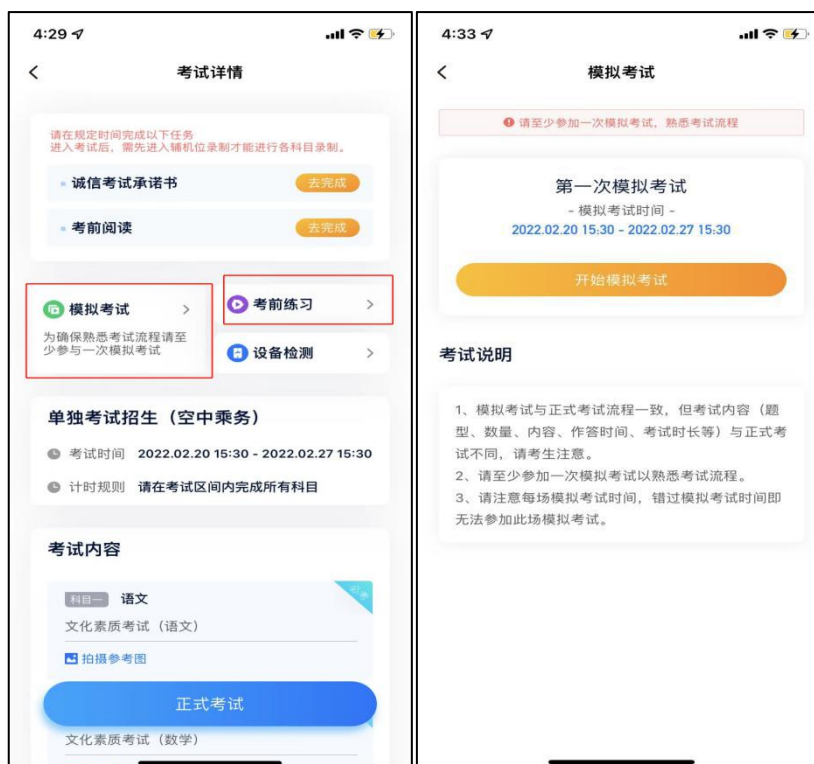 4:29
考试详情
请在规定时间完成以下任务
进入考试后，需先进入辅机位录制才能进行各科目录制。
诚信考试承诺书
去完成
考前阅读
去完成
模拟考试
为确保熟悉考试流程请至
少参与一次模拟考试
考前练习
设备检测
单独考试招生（空中乘务）
考试时间 2022.02.20 15:30 - 2022.02.27 15:30
计时规则 请在考试区间内完成所有科目
考试内容
科目一 语文
必考
文化素质考试（语文）
拍摄参考图
正式考试
文化素质考试（数学）
4:33
模拟考试
请至少参加一次模拟考试，熟悉考试流程
第一次模拟考试
- 模拟考试时间 -
2022.02.20 15:30 - 2022.02.27 15:30
开始模拟考试
考试说明
1、模拟考试与正式考试流程一致，但考试内容（题
型、数量、内容、作答时间、考试时长等）与正式考
试不同，请考生注意。
2、请至少参加一次模拟考试以熟悉考试流程。
3、请注意每场模拟考试时间，错过模拟考试时间即
无法参加此场模拟考试。